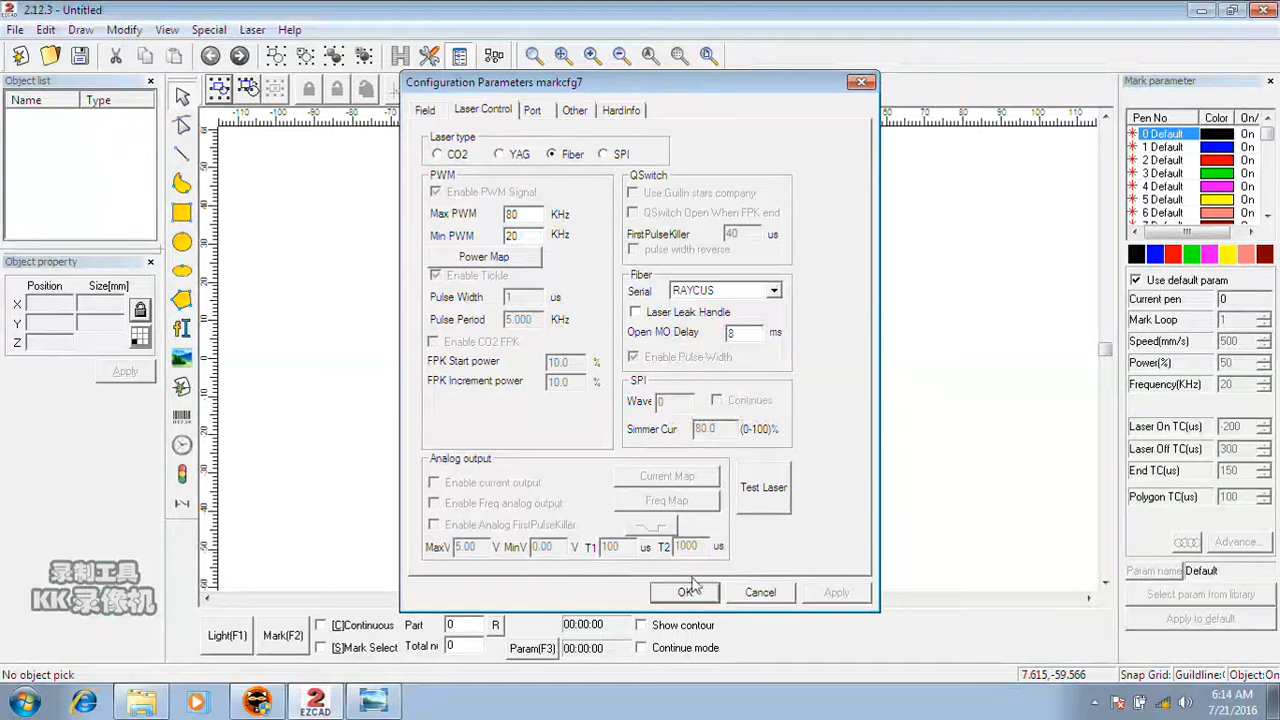 2.12.3 - Untitled
File Edit Draw Modify View Special Laser Help
Object list
Name Type
Object property
Position Size[mm]
X
Y
Z
Apply
-110 -100 -90 -80 -70
90 100 110
Configuration Parameters markcfg7
Field Laser Control Port Other HardInfo
Laser type
CO2 YAG Fiber SPI
PWM
Enable PWM Signal
Max PWM 80 KHz
Min PWM 20 KHz
Power Map
Enable Tickle
Pulse Width 1 us
Pulse Period 5.000 KHz
Enable CO2 FPK
FPK Start power 10.0 %
FPK Increment power 10.0 %
QSwitch
Use Guilin stars company
QSwitch Open When FPK end
FirstPulseKiller 40 us
pulse width reverse
Fiber
Serial RAYCUS
Laser Leak Handle
Open MO Delay 8 ms
Enable Pulse Width
SPI
Wave 0 Continues
Simmer Cur 80.0 (0-100)%
Analog output
Enable current output Current Map
Enable Freq analog output Freq Map
Enable Analog FirstPulseKiller
MaxV 5.00 V MinV 0.00 V T1 100 us T2 1000 us
Test Laser
OK Cancel Apply
Mark parameter
Pen No Color On/
0 Default On
1 Default On
2 Default On
3 Default On
4 Default On
5 Default On
6 Default On
Use default param
Current pen 0
Mark Loop 1
Speed(mm/s) 500
Power(%) 50
Frequency(KHz) 20
Laser On TC(us) -200
Laser Off TC(us) 300
End TC(us) 150
Polygon TC(us) 100
Advance...
Param name Default
Select param from library
Apply to default
录制工具
KK录像机
Light(F1) Mark(F2) [C]Continuous Part 0 R 00:00:00 Show contour
[S]Mark Select Total n 0 Param(F3) 00:00:00 Continue mode
No object pick 7.615,-59.566 Snap Grid: Guildline: Object:On
2
EZCAD
6:14 AM
7/21/2016